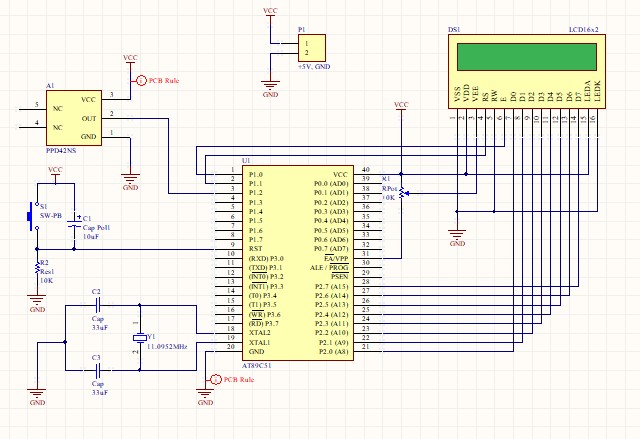 VCC
P1
1
2
+5V, GND
GND
DS1
LCD16x2
VSS
VDD
VEE
RS
RW
E
D0
D1
D2
D3
D4
D5
D6
D7
LEDA
LEDK
1
2
3
4
5
6
7
8
9
10
11
12
13
14
15
16
VCC
PCB Rule
A1
5
NC
4
NC
VCC
3
OUT
2
GND
1
PPD42NS
GND
VCC
S1
SW-PB
C1
Cap Pol1
10uF
R2
Res1
10K
GND
U1
1
P1.0
2
P1.1
3
P1.2
4
P1.3
5
P1.4
6
P1.5
7
P1.6
8
P1.7
9
RST
10
(RXD) P3.0
11
(TXD) P3.1
12
(INT0) P3.2
13
(INT1) P3.3
14
(T0) P3.4
15
(T1) P3.5
16
(WR) P3.6
17
(RD) P3.7
18
XTAL2
19
XTAL1
20
GND
VCC
40
P0.0 (AD0)
39
P0.1 (AD1)
38
P0.2 (AD2)
37
P0.3 (AD3)
36
P0.4 (AD4)
35
P0.5 (AD5)
34
P0.6 (AD6)
33
P0.7 (AD7)
32
EA/VPP
31
ALE / PROG
30
PSEN
29
P2.7 (A15)
28
P2.6 (A14)
27
P2.5 (A13)
26
P2.4 (A12)
25
P2.3 (A11)
24
P2.2 (A10)
23
P2.1 (A9)
22
P2.0 (A8)
21
AT89C51
VCC
R1
RPot
GND
C2
Cap
33uF
1
2
Y1
11.0952MHz
C3
Cap
33uF
GND
PCB Rule
GND